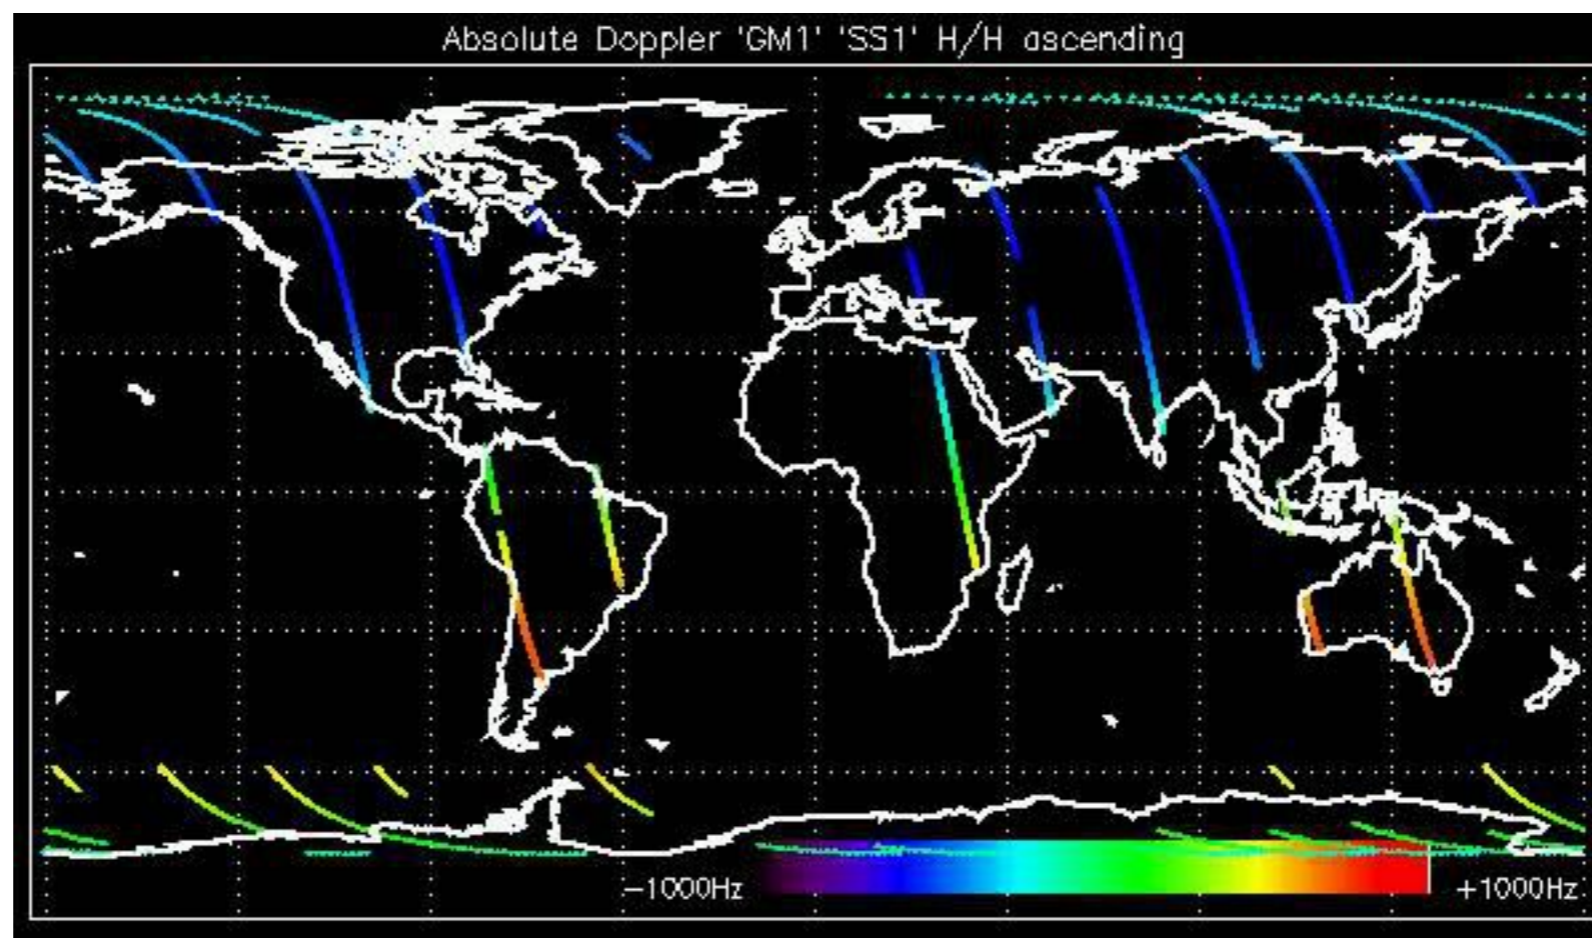 Absolute Doppler 'GM1' 'SS1' H/H ascending
−1000Hz
+1000Hz